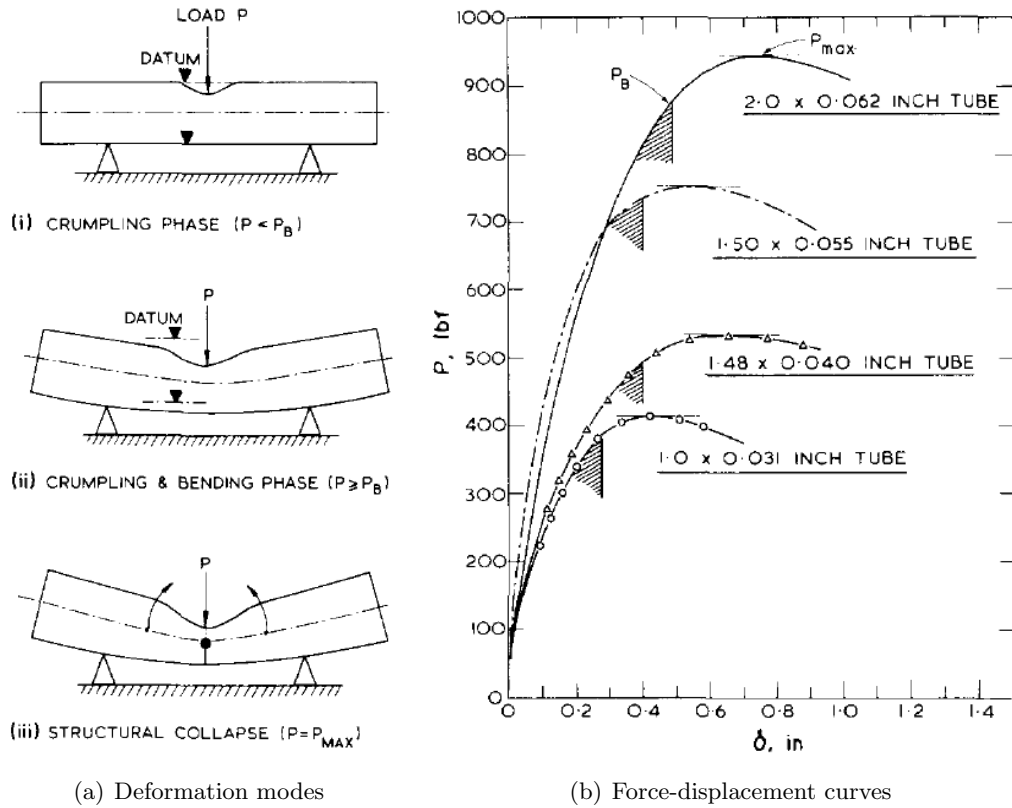 LOAD P
DATUM
(i) CRUMPLING PHASE (P < P_B)
P
DATUM
(ii) CRUMPLING & BENDING PHASE (P ⩾ P_B)
P
(iii) STRUCTURAL COLLAPSE (P = P_MAX)
(a) Deformation modes
1000
900
800
700
600
500
400
300
200
100
0
P, lbf
P_B
P_max
2·0 x 0·062 INCH TUBE
1·50 x 0·055 INCH TUBE
1·48 x 0·040 INCH TUBE
1·0 x 0·031 INCH TUBE
0 0·2 0·4 0·6 0·8 1·0 1·2 1·4
δ, in
(b) Force-displacement curves